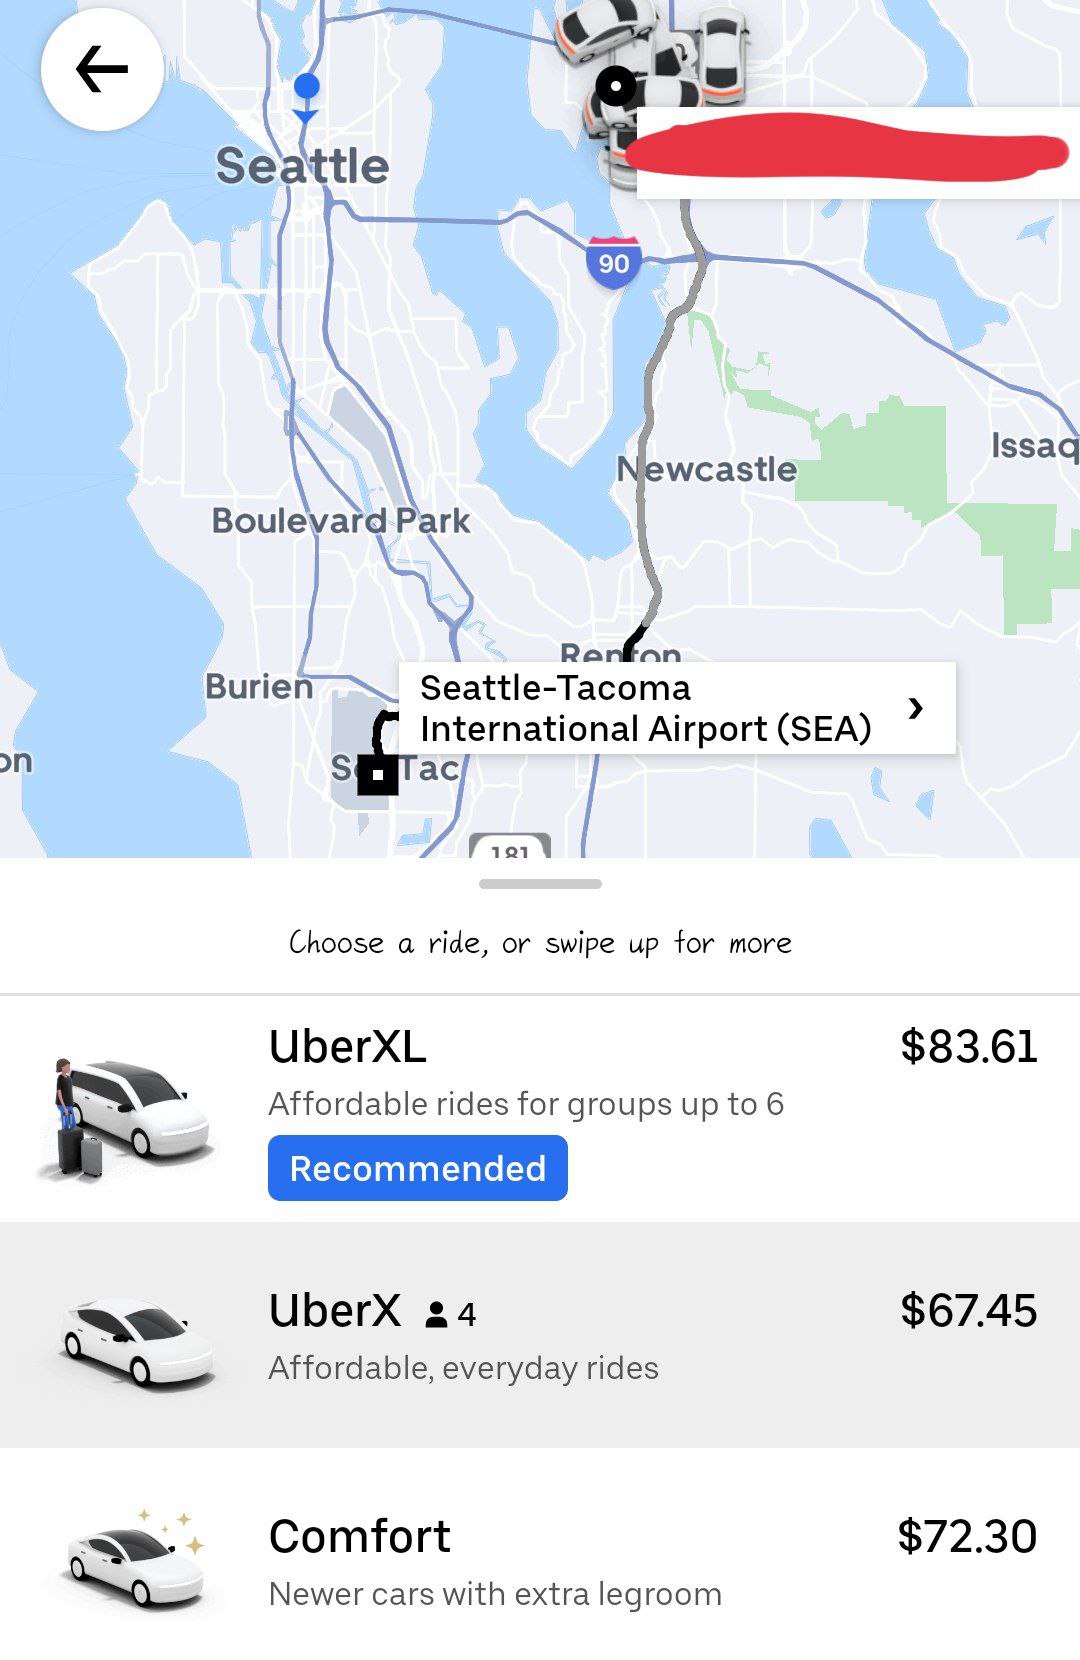 Seattle
90
Newcastle
Issaq
Boulevard Park
Renton
Burien
Seattle-Tacoma
International Airport (SEA)
on
Tac
181
Choose a ride, or swipe up for more
UberXL
$83.61
Affordable rides for groups up to 6
Recommended
UberX 4
$67.45
Affordable, everyday rides
Comfort
$72.30
Newer cars with extra legroom